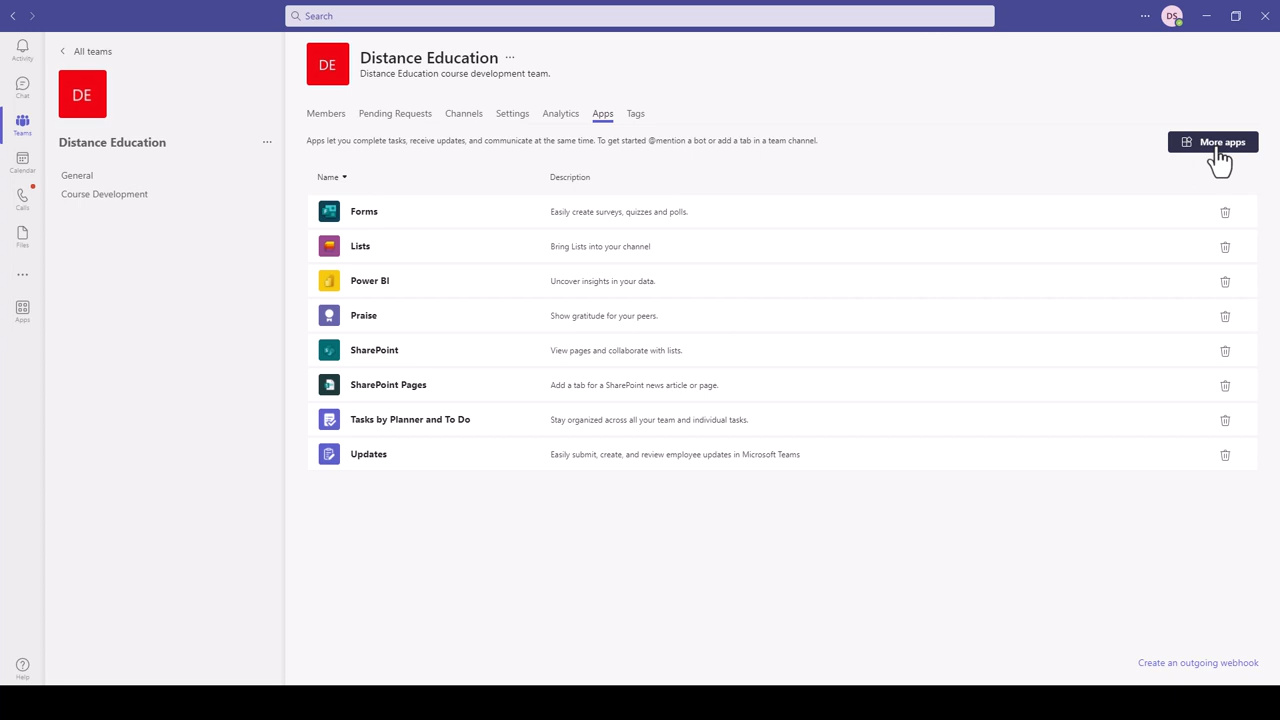 Search
DS
Activity
Chat
Teams
Calendar
Calls
Files
Apps
Help
All teams
DE
Distance Education
General
Course Development
DE
Distance Education
Distance Education course development team.
Members Pending Requests Channels Settings Analytics Apps Tags
Apps let you complete tasks, receive updates, and communicate at the same time. To get started @mention a bot or add a tab in a team channel.
More apps
Name Description
Forms Easily create surveys, quizzes and polls.
Lists Bring Lists into your channel
Power BI Uncover insights in your data.
Praise Show gratitude for your peers.
SharePoint View pages and collaborate with lists.
SharePoint Pages Add a tab for a SharePoint news article or page.
Tasks by Planner and To Do Stay organized across all your team and individual tasks.
Updates Easily submit, create, and review employee updates in Microsoft Teams
Create an outgoing webhook